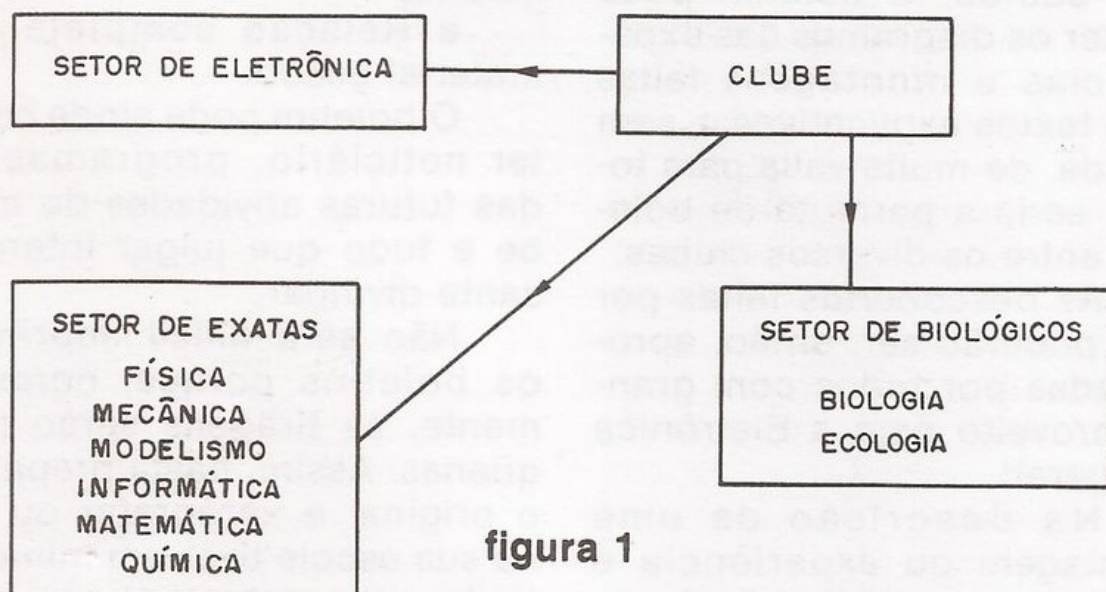 SETOR DE ELETRÔNICA
CLUBE
SETOR DE EXATAS
FÍSICA
MECÂNICA
MODELISMO
INFORMÁTICA
MATEMÁTICA
QUÍMICA
SETOR DE BIOLÓGICOS
BIOLOGIA
ECOLOGIA
figura 1